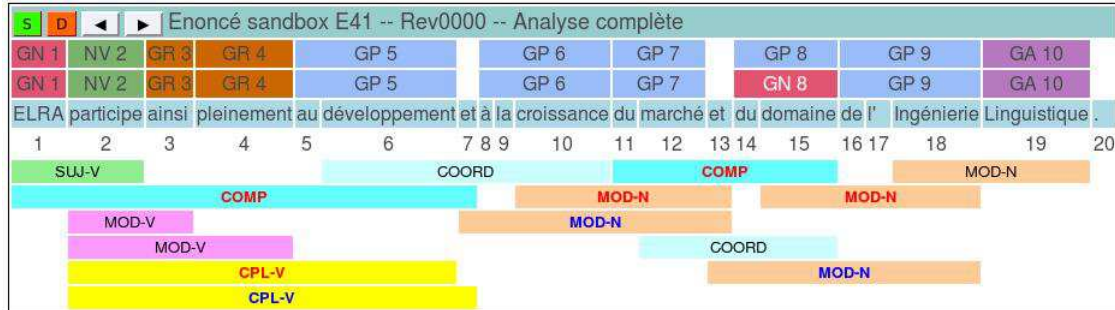 S D Enoncé sandbox E41 -- Rev0000 -- Analyse complète
GN 1 NV 2 GR 3 GR 4 GP 5 GP 6 GP 7 GP 8 GP 9 GA 10
GN 1 NV 2 GR 3 GR 4 GP 5 GP 6 GP 7 GN 8 GP 9 GA 10
ELRA participe ainsi pleinement au développement et à la croissance du marché et du domaine de l' Ingénierie Linguistique .
1 2 3 4 5 6 7 8 9 10 11 12 13 14 15 16 17 18 19 20
SUJ-V COORD COMP MOD-N
COMP MOD-N MOD-N
MOD-V MOD-N
MOD-V COORD
CPL-V MOD-N
CPL-V